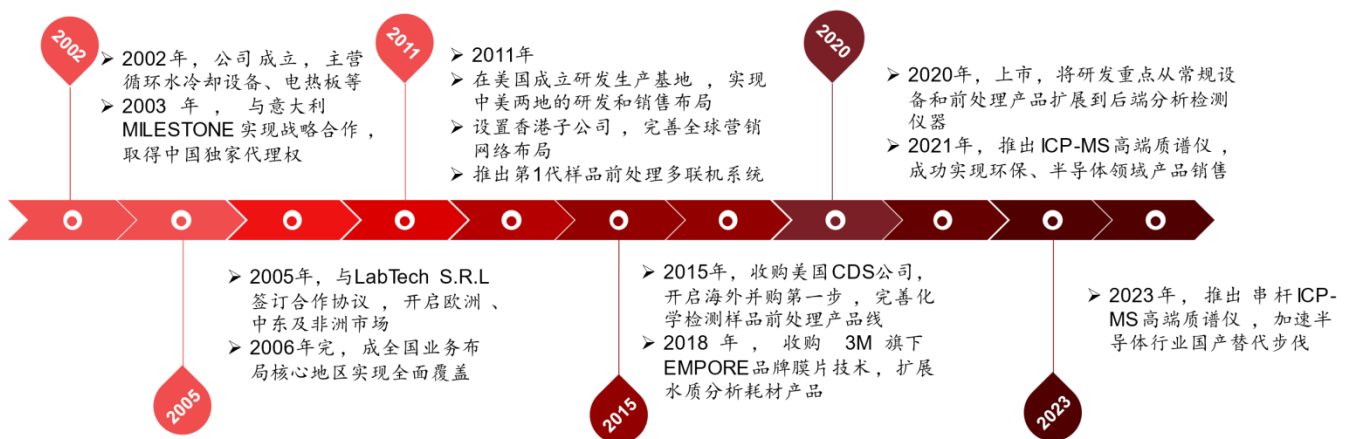 2002
➢ 2002年，公司成立，主营
循环水冷却设备、电热板等
➢ 2003 年，与意大利
MILESTONE 实现战略合作，
取得中国独家代理权
2011
➢ 2011年
➢ 在美国成立研发生产基地，实现
中美两地的研发和销售布局
➢ 设置香港子公司，完善全球营销
网络布局
➢ 推出第1代样品前处理多联机系统
2020
➢ 2020年，上市，将研发重点从常规设
备和前处理产品扩展到后端分析检测
仪器
➢ 2021年，推出ICP-MS高端质谱仪，
成功实现环保、半导体领域产品销售
➢ 2005年，与LabTech S.R.L
签订合作协议，开启欧洲、
中东及非洲市场
➢ 2006年完，成全国业务布
局核心地区实现全面覆盖
2005
➢ 2015年，收购美国CDS公司，
开启海外并购第一步，完善化
学检测样品前处理产品线
➢ 2018 年，收购 3M 旗下
EMPORE品牌膜片技术，扩展
水质分析耗材产品
2015
➢ 2023年，推出串杆ICP-
MS高端质谱仪，加速半
导体行业国产替代步伐
2023